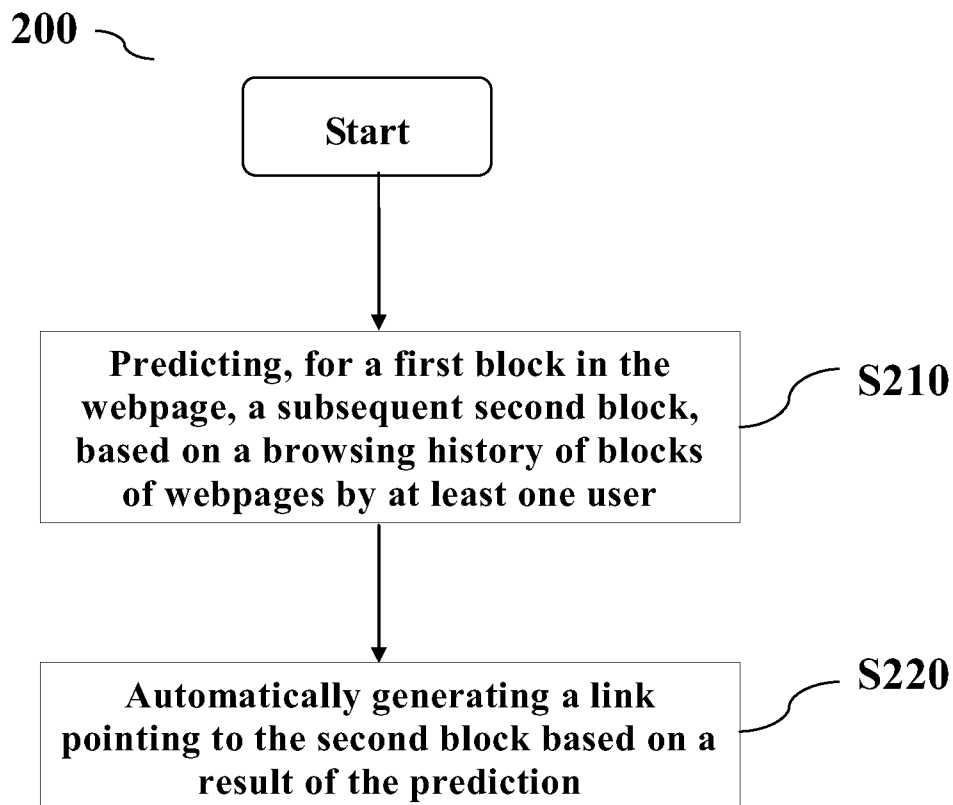 200
Start
Predicting, for a first block in the
webpage, a subsequent second block,
based on a browsing history of blocks
of webpages by at least one user
S210
Automatically generating a link
pointing to the second block based on a
result of the prediction
S220